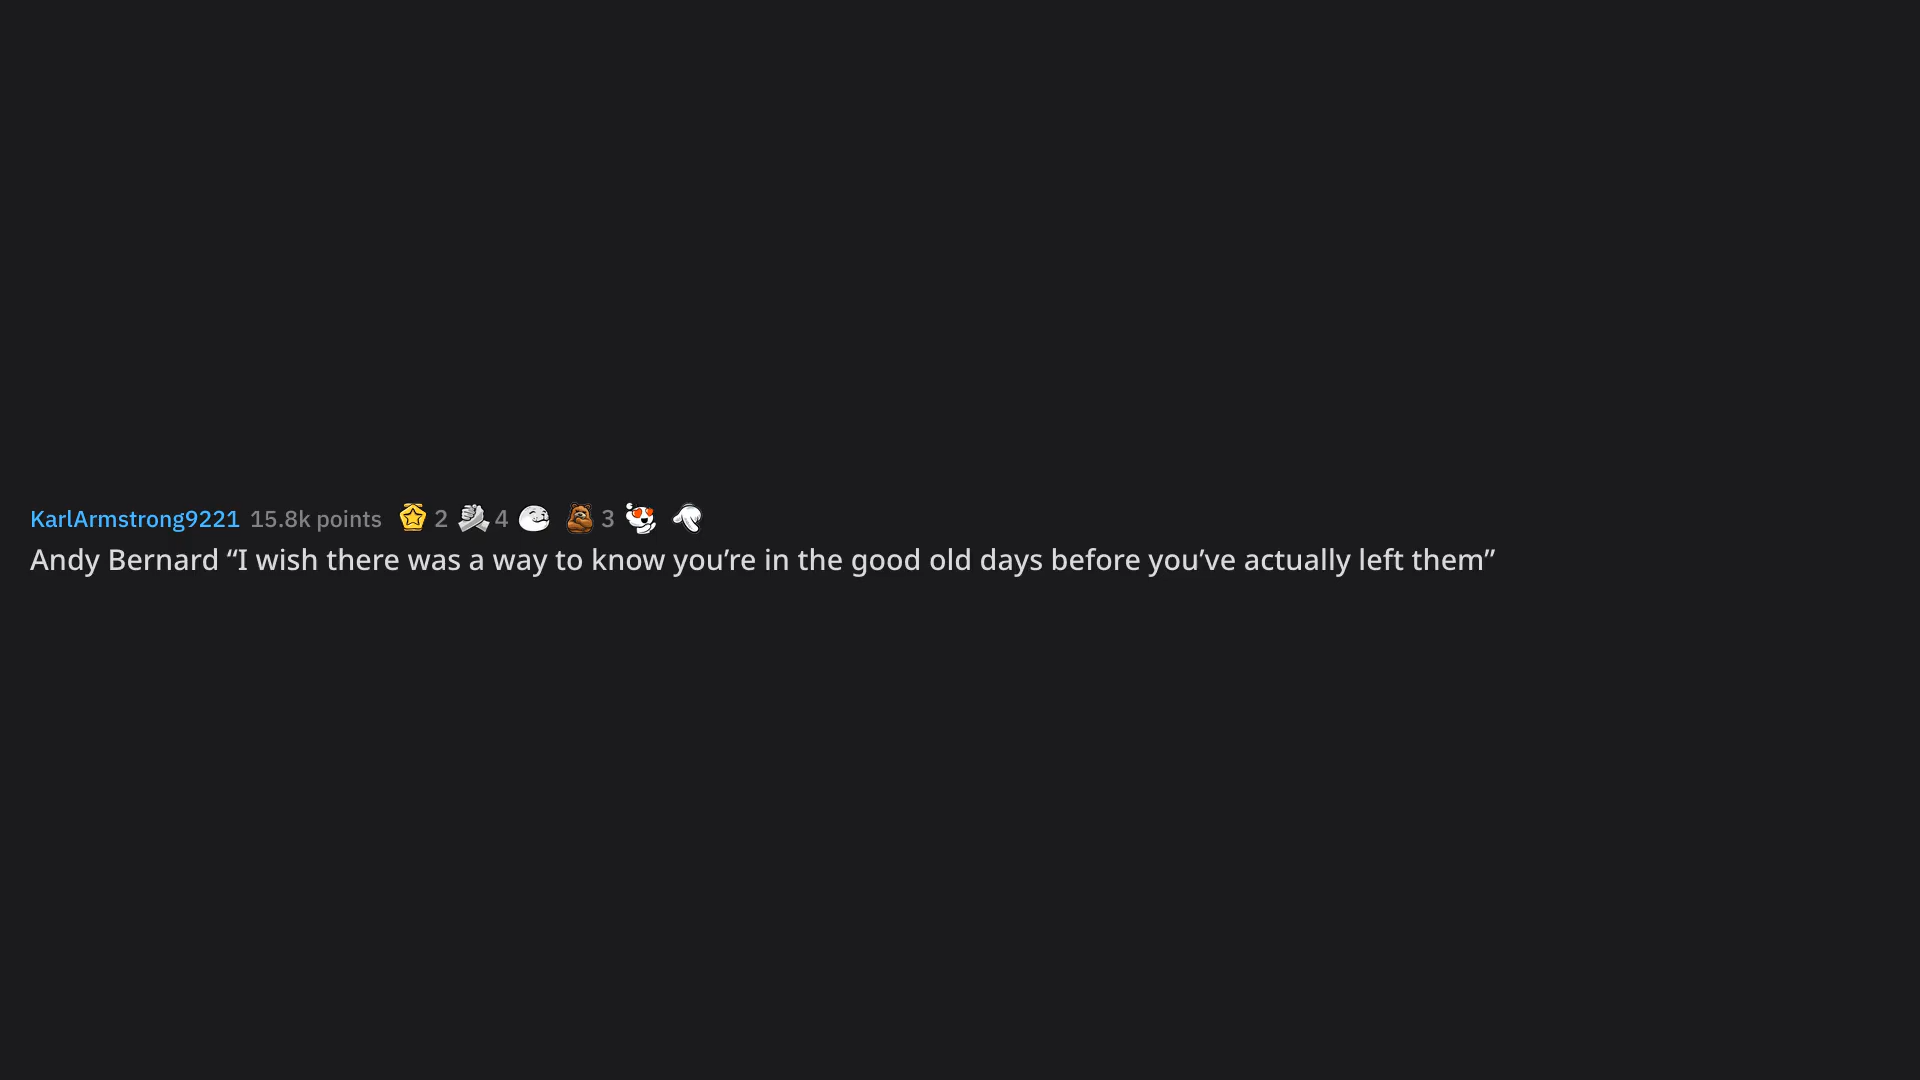 KarlArmstrong9221 15.8k points 2 4 3
Andy Bernard “I wish there was a way to know you’re in the good old days before you’ve actually left them”